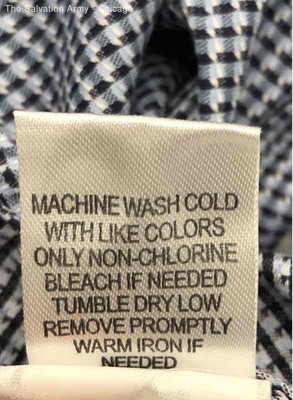 The Salvation Army - Chicago
MACHINE WASH COLD
WITH LIKE COLORS
ONLY NON-CHLORINE
BLEACH IF NEEDED
TUMBLE DRY LOW
REMOVE PROMPTLY
WARM IRON IF
NEEDED